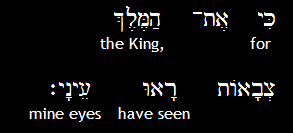 כִּי אֶת־ הַמֶּלֶךְ
for the King,
צְבָאוֹת רָאוּ עֵינָי׃
have seen mine eyes